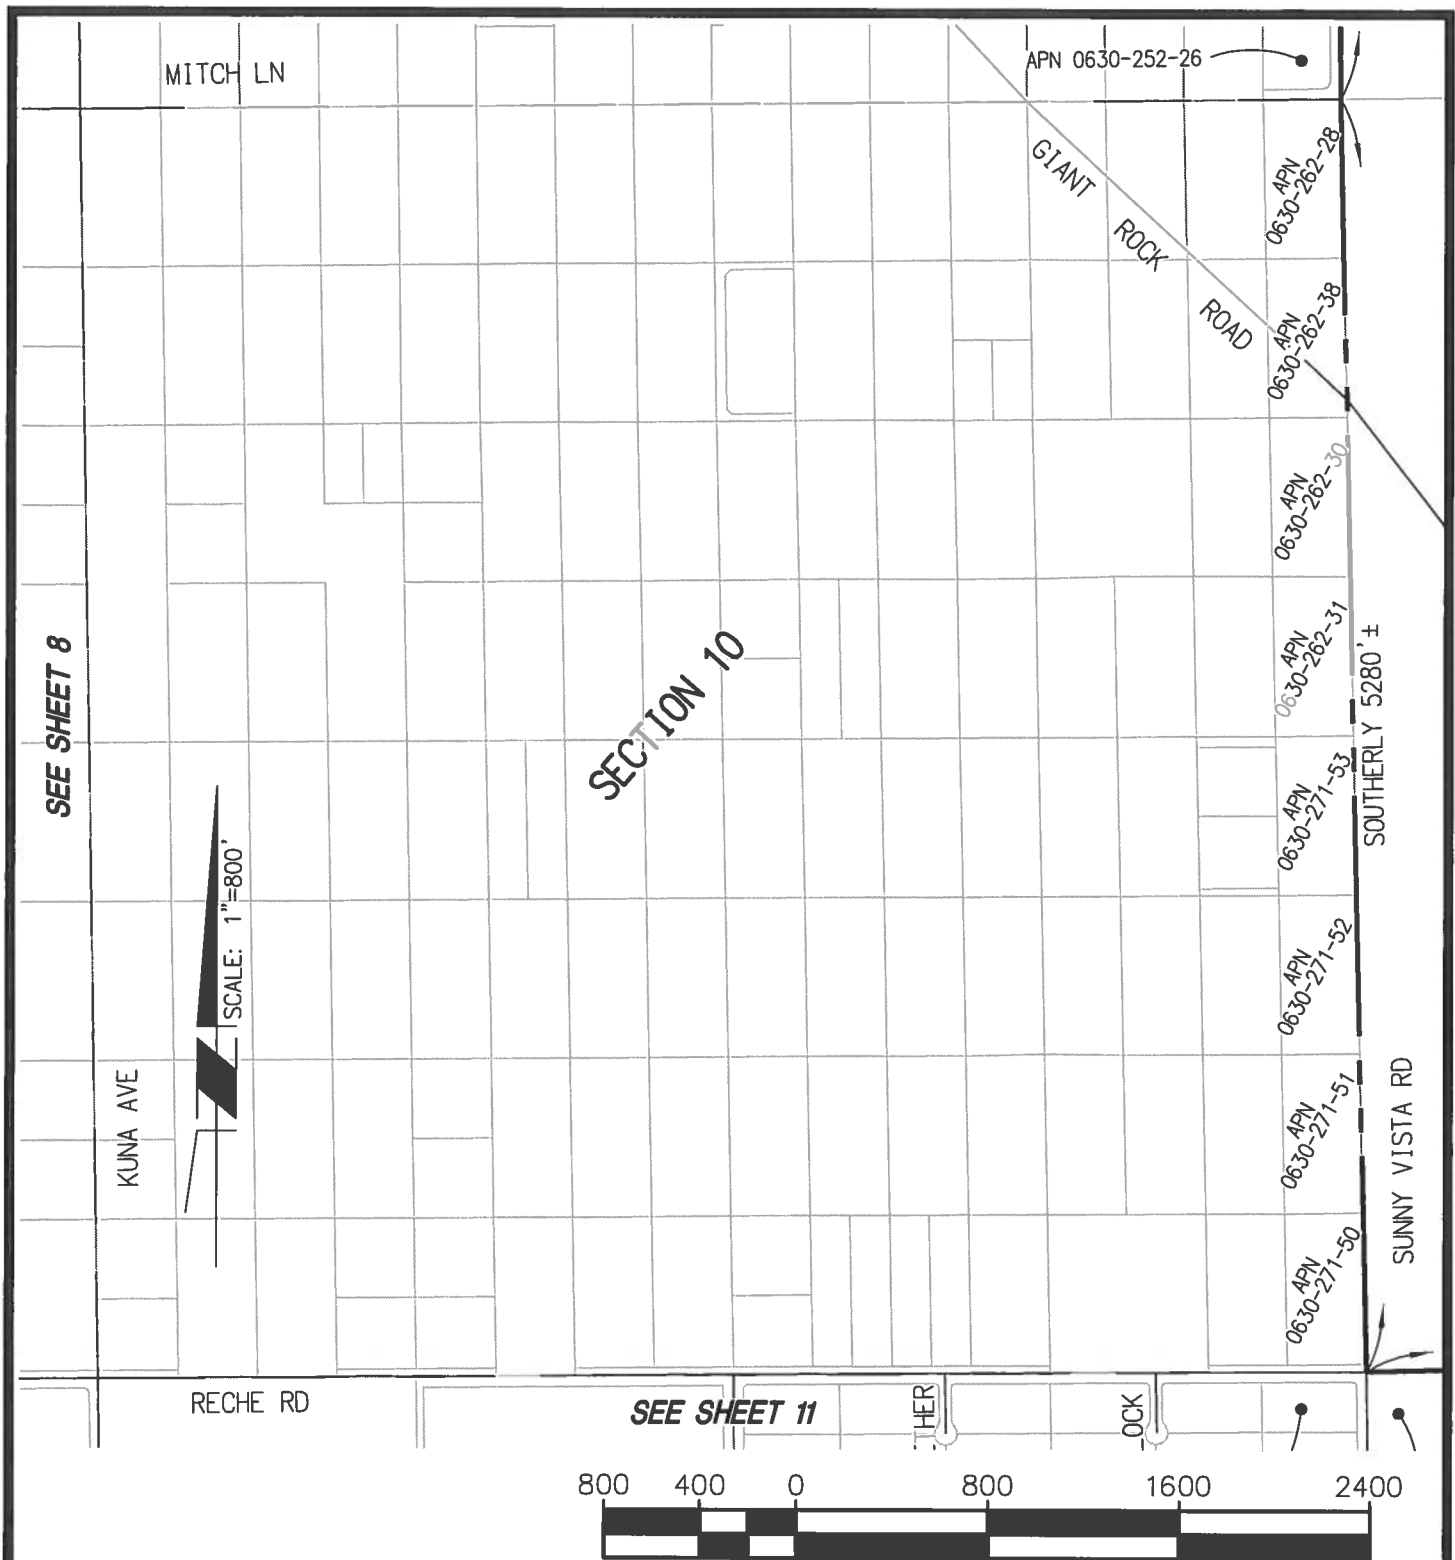 MITCH LN
APN 0630-252-26
GIANT ROCK ROAD
APN
0630-262-28
APN
0630-262-38
APN
0630-262-30
APN
0630-262-31
SECTION 10
SEE SHEET 8
SOUTHERLY 5280'±
APN
0630-271-53
SCALE: 1"=800'
APN
0630-271-52
KUNA AVE
APN
0630-271-51
SUNNY VISTA RD
APN
0630-271-50
RECHE RD
SEE SHEET 11
HER
OCK
800 400 0 800 1600 2400